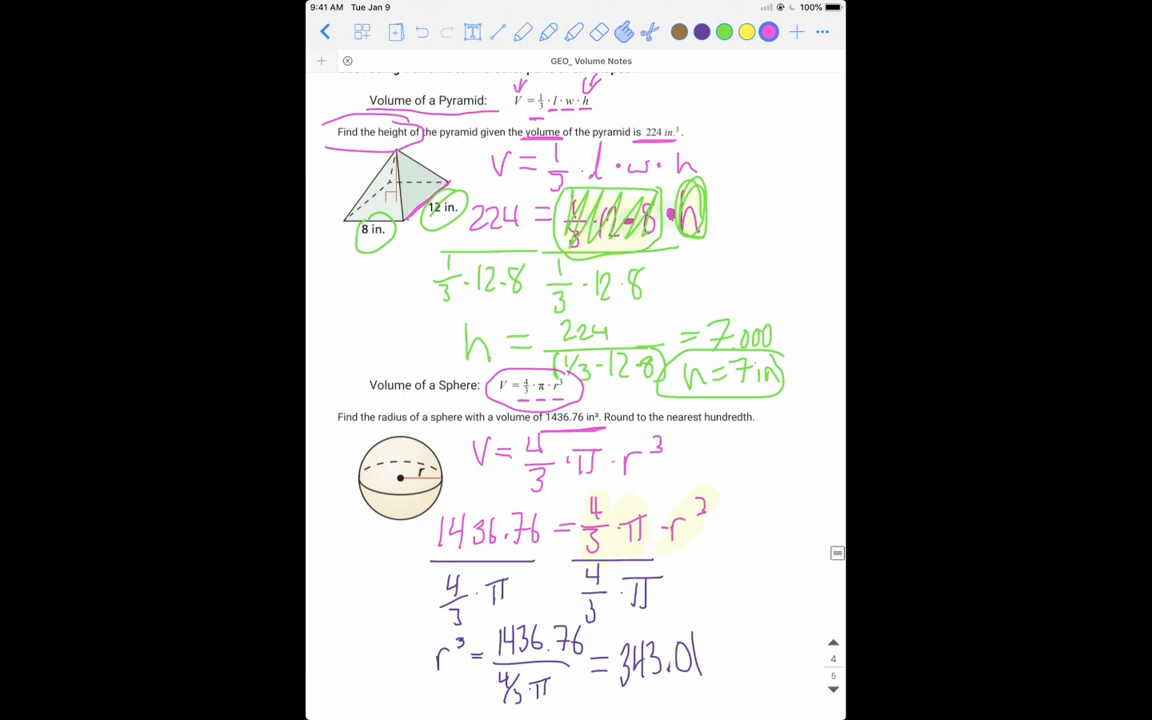 9:41 AM Tue Jan 9 100%
GEO_ Volume Notes
Volume of a Pyramid: V = 1/3 · l · w · h
Find the height of the pyramid given the volume of the pyramid is 224 in.³.
V = 1/3 · l · w · h
12 in.
8 in.
224 = 1/3 · 12 · 8 · h
1/3 · 12 · 8 1/3 · 12 · 8
h = 224/(1/3 · 12 · 8) = 7.000
h = 7 in
Volume of a Sphere: V = 4/3 · π · r³
Find the radius of a sphere with a volume of 1436.76 in³. Round to the nearest hundredth.
V = 4/3 · π · r³
r
1436.76 = 4/3 · π · r³
4/3 · π 4/3 · π
r³ = 1436.76/(4/3 · π) = 343.01
4
5